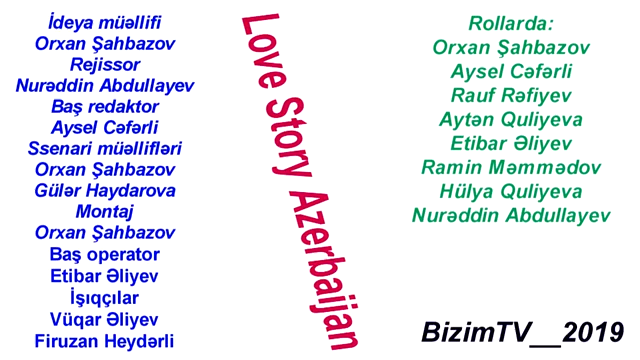 İdeya müəllifi
Orxan Şahbazov
Rejissor
Nurəddin Abdullayev
Baş redaktor
Aysel Cəfərli
Ssenari müəllifləri
Orxan Şahbazov
Gülər Haydarova
Montaj
Orxan Şahbazov
Baş operator
Etibar Əliyev
İşıqçılar
Vüqar Əliyev
Firuzan Heydərli
Love Story Azerbaijan
Rollarda:
Orxan Şahbazov
Aysel Cəfərli
Rauf Rəfiyev
Aytən Quliyeva
Etibar Əliyev
Ramin Məmmədov
Hülya Quliyeva
Nurəddin Abdullayev
BizimTV__2019